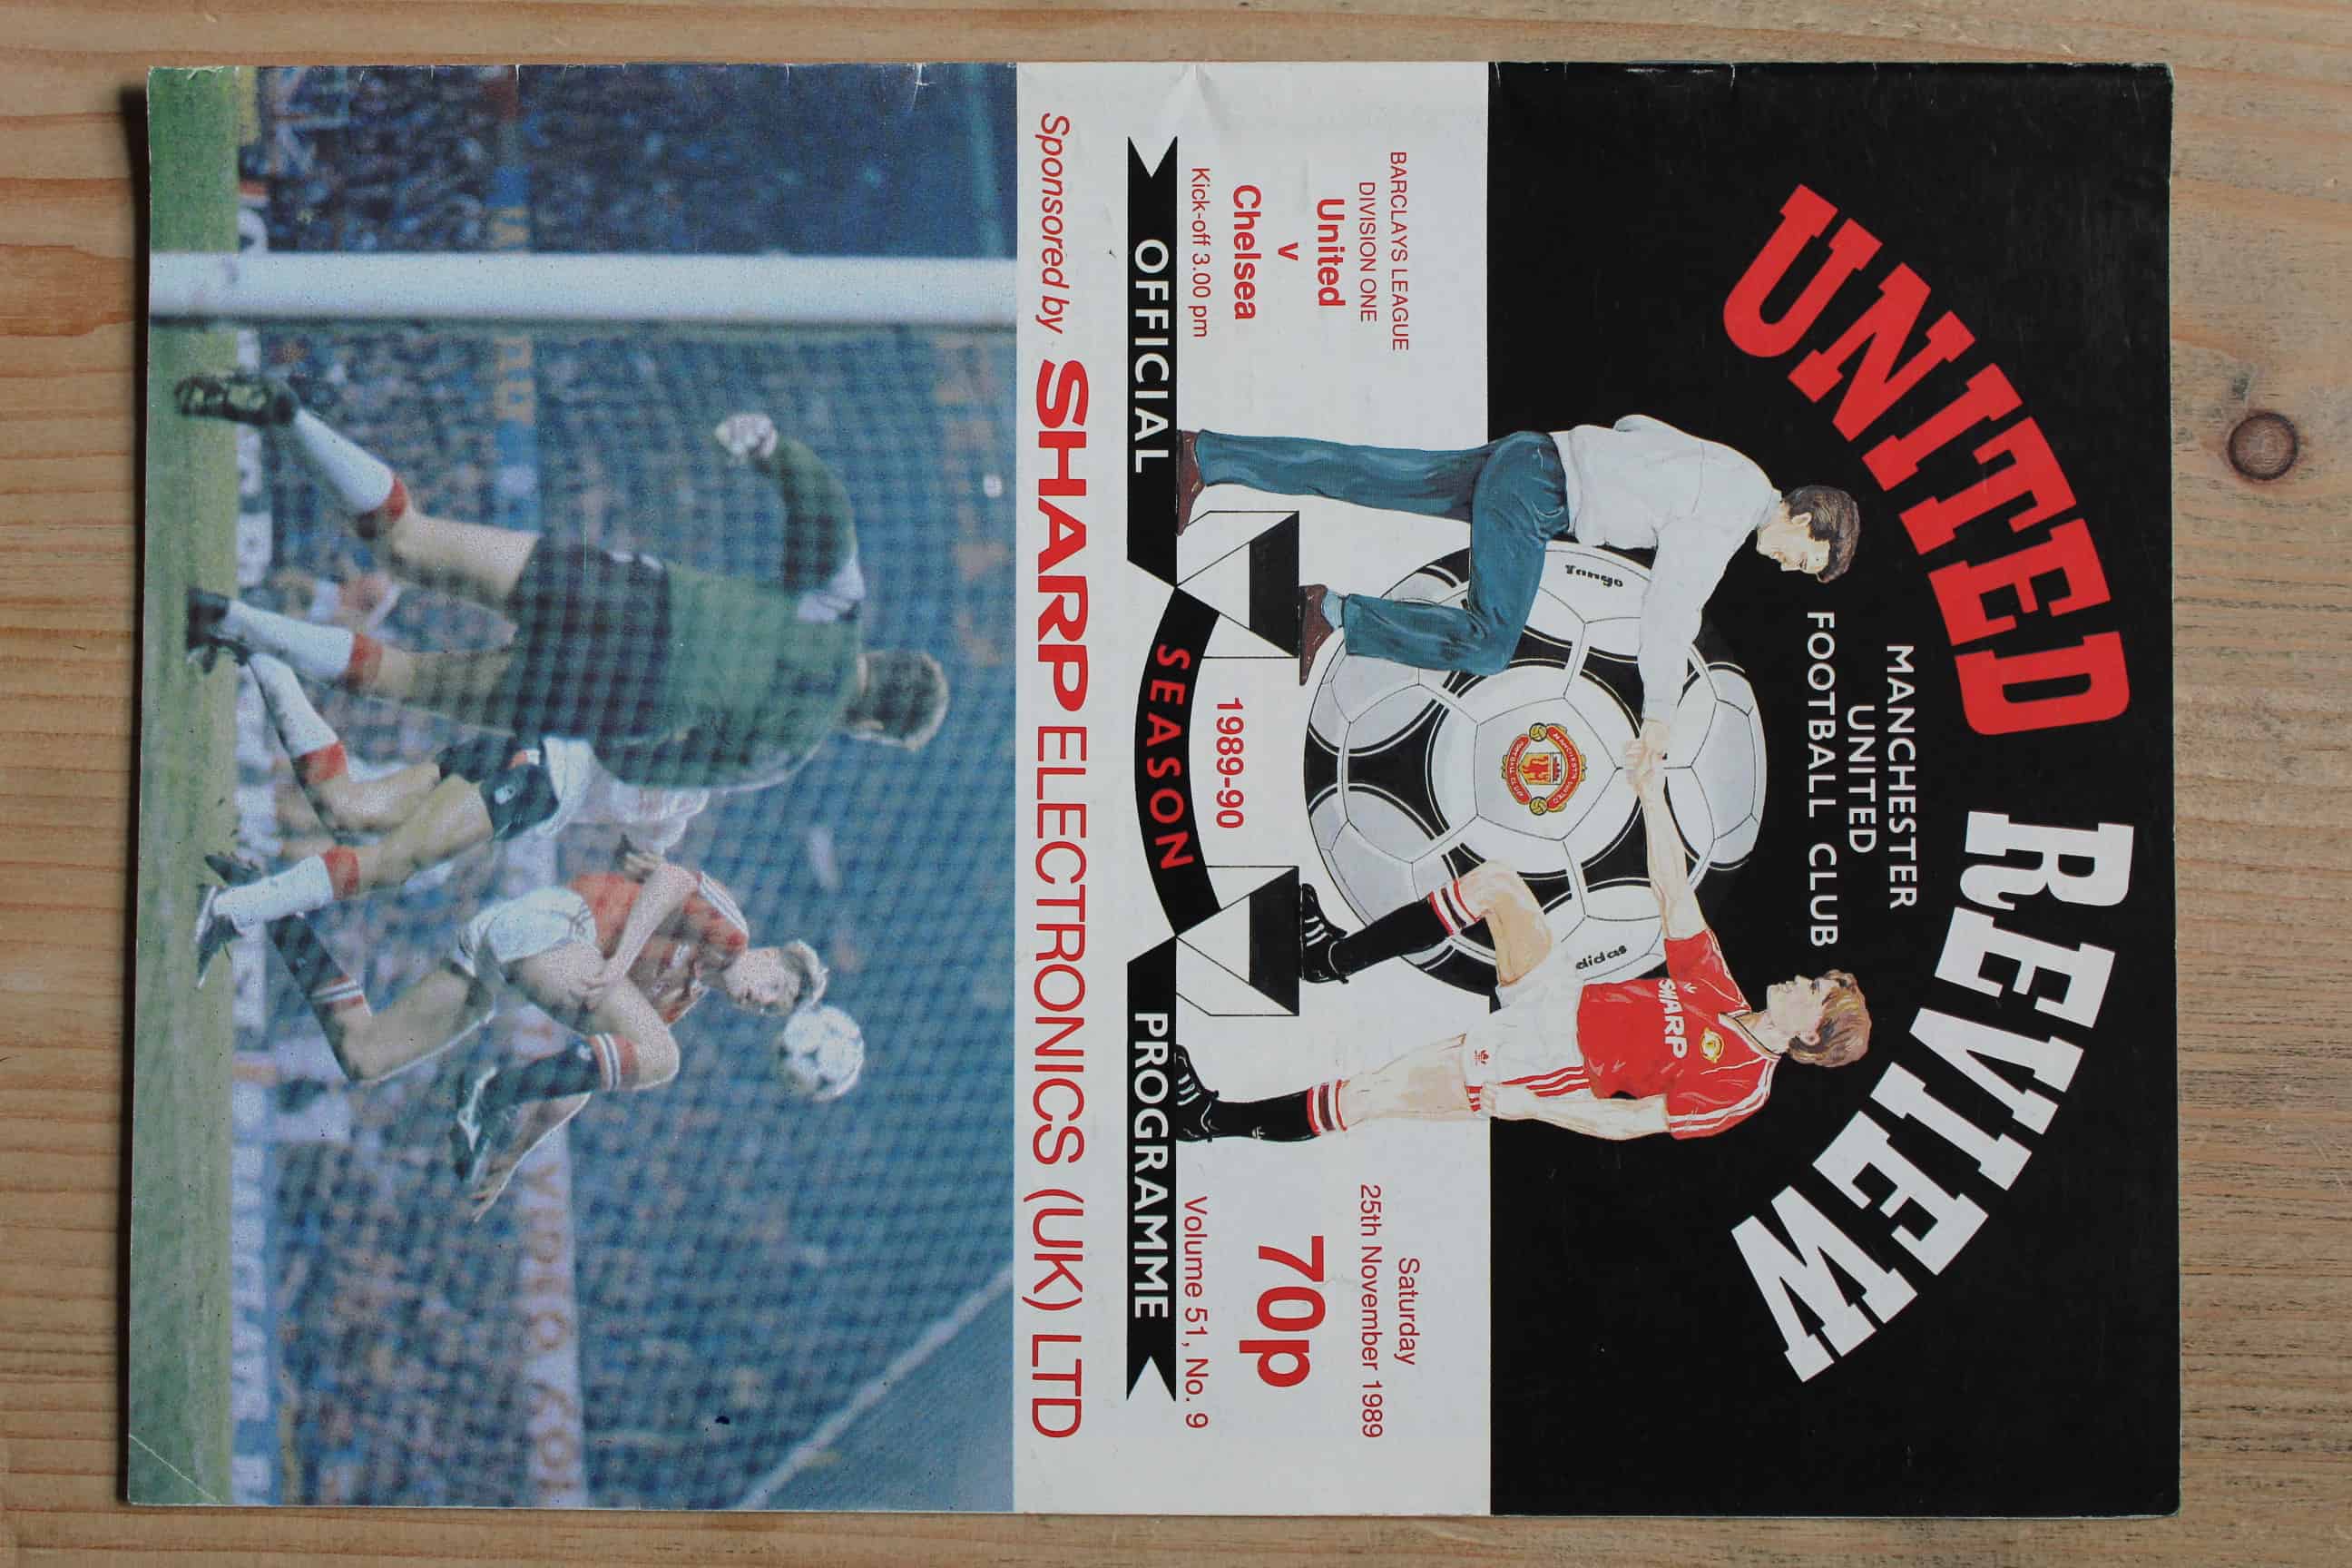 UNITED REVIEW
MANCHESTER
UNITED
FOOTBALL CLUB
Tango
didas
SHARP
BARCLAYS LEAGUE
DIVISION ONE
United
v
Chelsea
Kick-off 3.00 pm
Saturday
25th November 1989
70p
Volume 51, No. 9
1989-90
OFFICIAL
SEASON
PROGRAMME
Sponsored by SHARP ELECTRONICS (UK) LTD